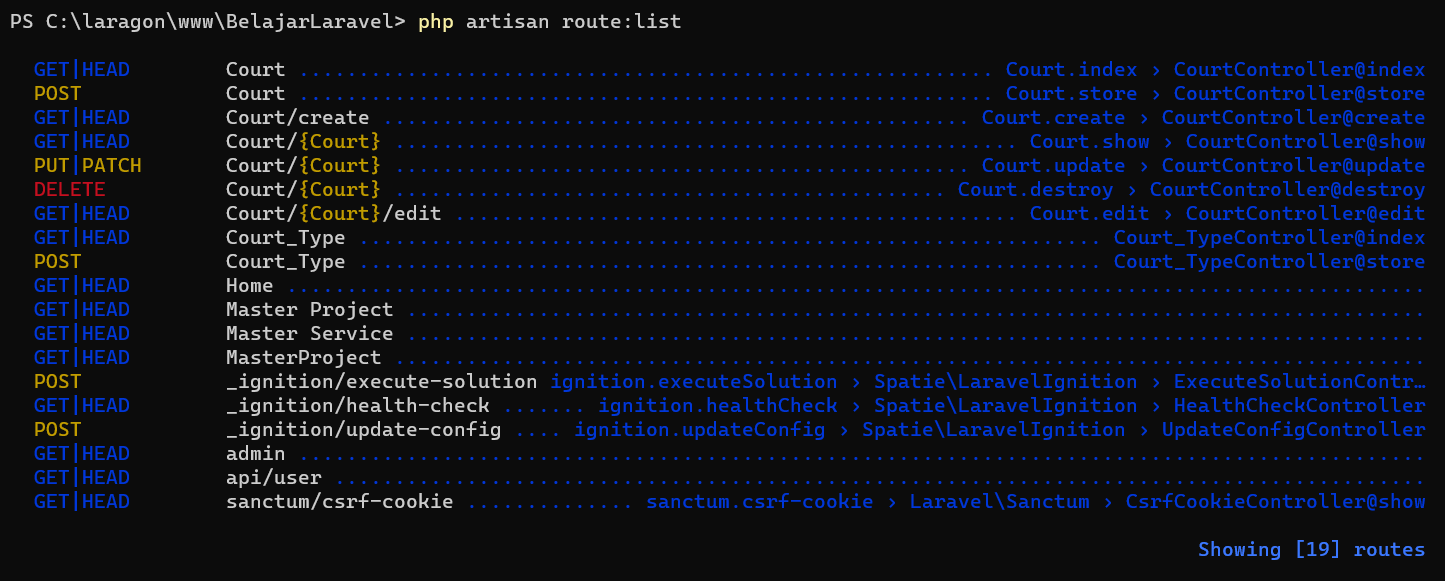 PS C:\laragon\www\BelajarLaravel> php artisan route:list
GET|HEAD Court ........................................................... Court.index › CourtController@index
POST Court ........................................................... Court.store › CourtController@store
GET|HEAD Court/create .................................................. Court.create › CourtController@create
GET|HEAD Court/{Court} .................................................... Court.show › CourtController@show
PUT|PATCH Court/{Court} ................................................ Court.update › CourtController@update
DELETE Court/{Court} .............................................. Court.destroy › CourtController@destroy
GET|HEAD Court/{Court}/edit ............................................... Court.edit › CourtController@edit
GET|HEAD Court_Type .............................................................. Court_TypeController@index
POST Court_Type .............................................................. Court_TypeController@store
GET|HEAD Home ...............................................................................................
GET|HEAD Master Project .....................................................................................
GET|HEAD Master Service .....................................................................................
GET|HEAD MasterProject ......................................................................................
POST _ignition/execute-solution ignition.executeSolution › Spatie\LaravelIgnition › ExecuteSolutionContr…
GET|HEAD _ignition/health-check ....... ignition.healthCheck › Spatie\LaravelIgnition › HealthCheckController
POST _ignition/update-config .... ignition.updateConfig › Spatie\LaravelIgnition › UpdateConfigController
GET|HEAD admin ..............................................................................................
GET|HEAD api/user ...........................................................................................
GET|HEAD sanctum/csrf-cookie .............. sanctum.csrf-cookie › Laravel\Sanctum › CsrfCookieController@show
Showing [19] routes